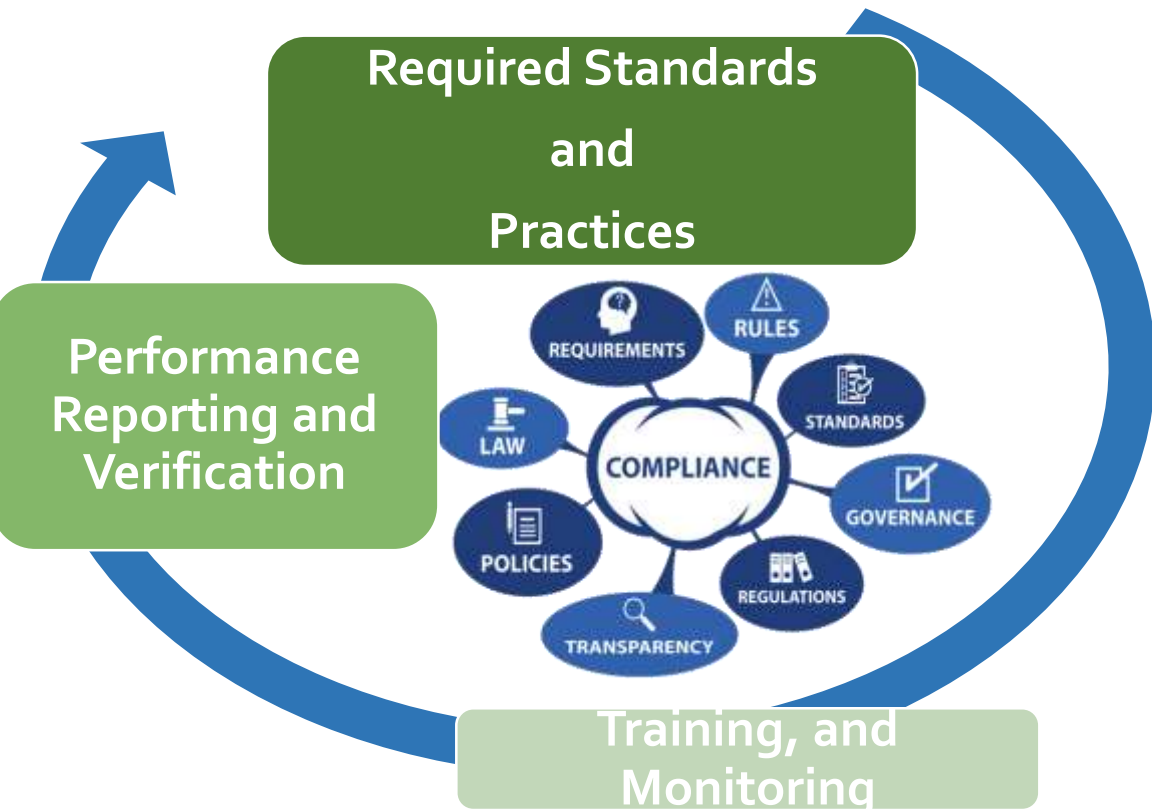 Required Standards
and
Practices
Performance
Reporting and
Verification
REQUIREMENTS
RULES
LAW
STANDARDS
COMPLIANCE
GOVERNANCE
POLICIES
REGULATIONS
TRANSPARENCY
Training, and
Monitoring